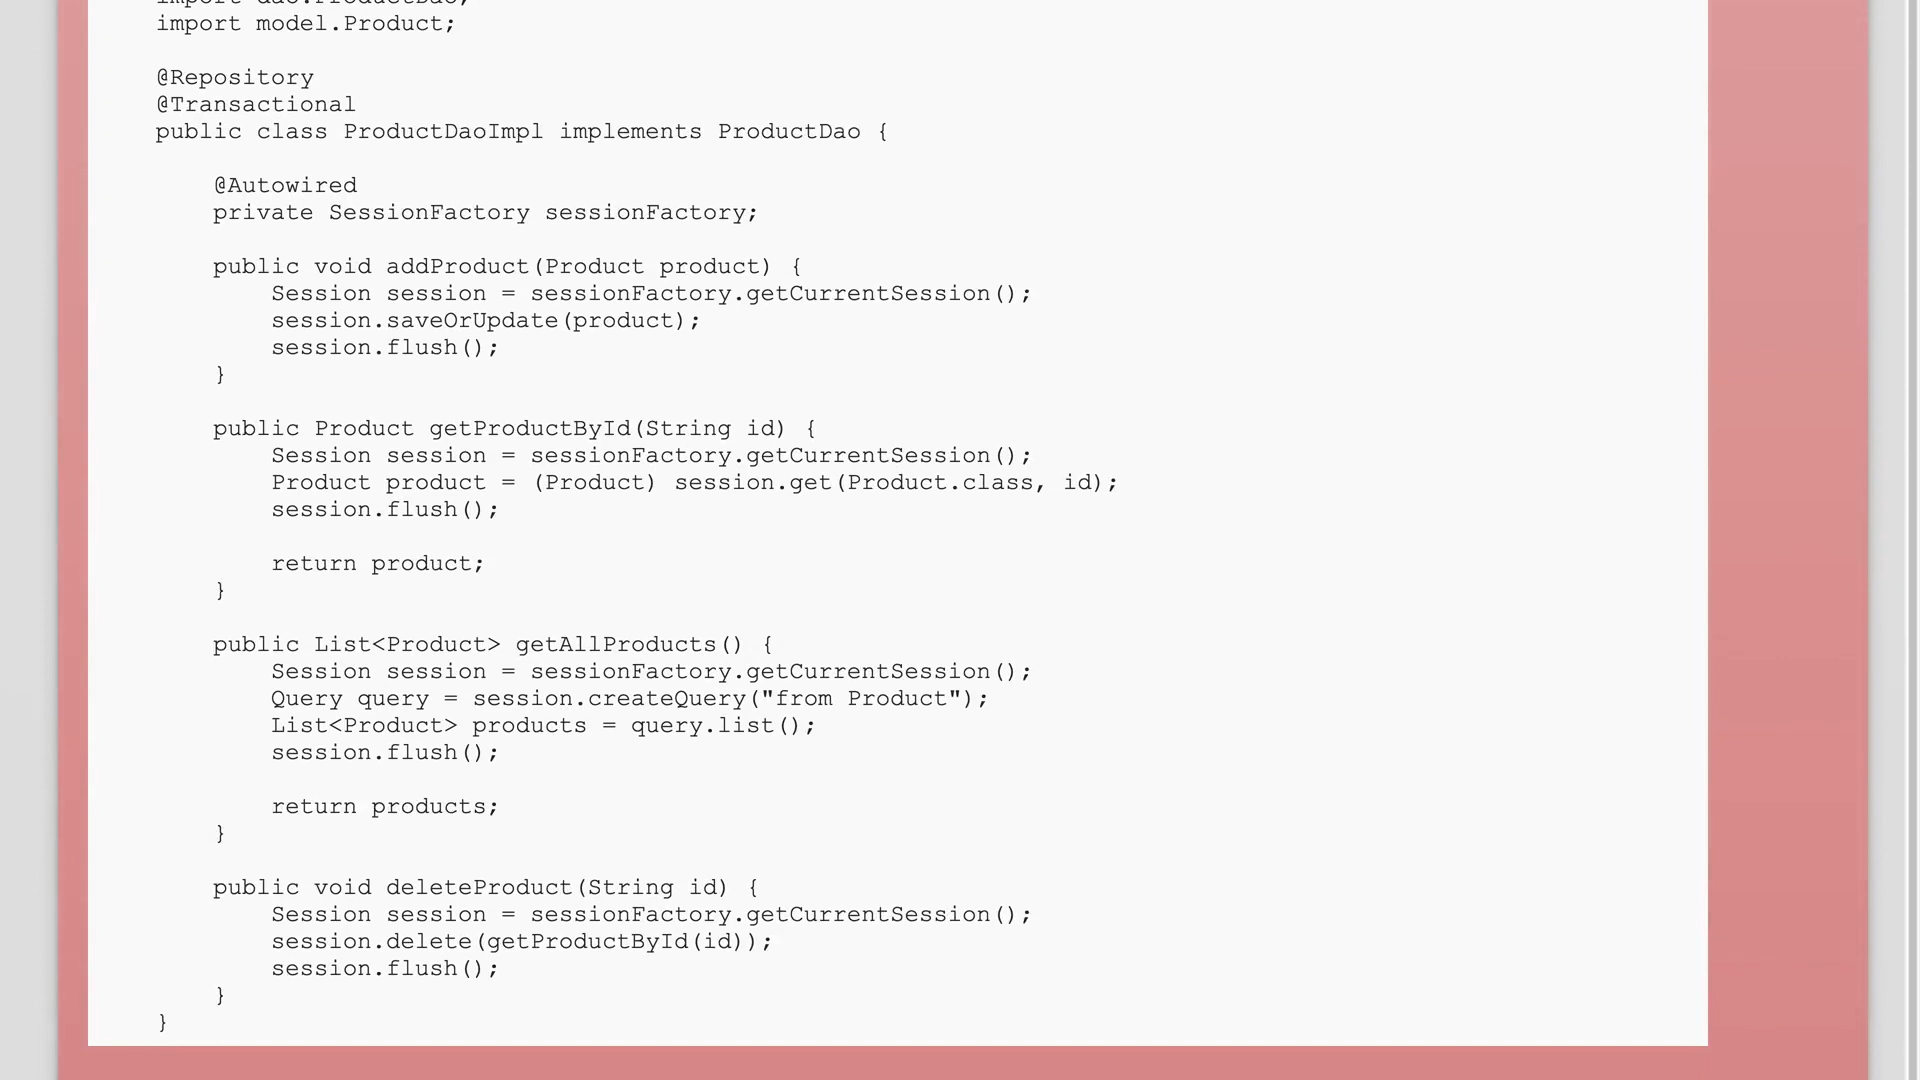 import dao.ProductDao;
import model.Product;
@Repository
@Transactional
public class ProductDaoImpl implements ProductDao {
@Autowired
private SessionFactory sessionFactory;
public void addProduct(Product product) {
Session session = sessionFactory.getCurrentSession();
session.saveOrUpdate(product);
session.flush();
}
public Product getProductById(String id) {
Session session = sessionFactory.getCurrentSession();
Product product = (Product) session.get(Product.class, id);
session.flush();
return product;
}
public List<Product> getAllProducts() {
Session session = sessionFactory.getCurrentSession();
Query query = session.createQuery("from Product");
List<Product> products = query.list();
session.flush();
return products;
}
public void deleteProduct(String id) {
Session session = sessionFactory.getCurrentSession();
session.delete(getProductById(id));
session.flush();
}
}